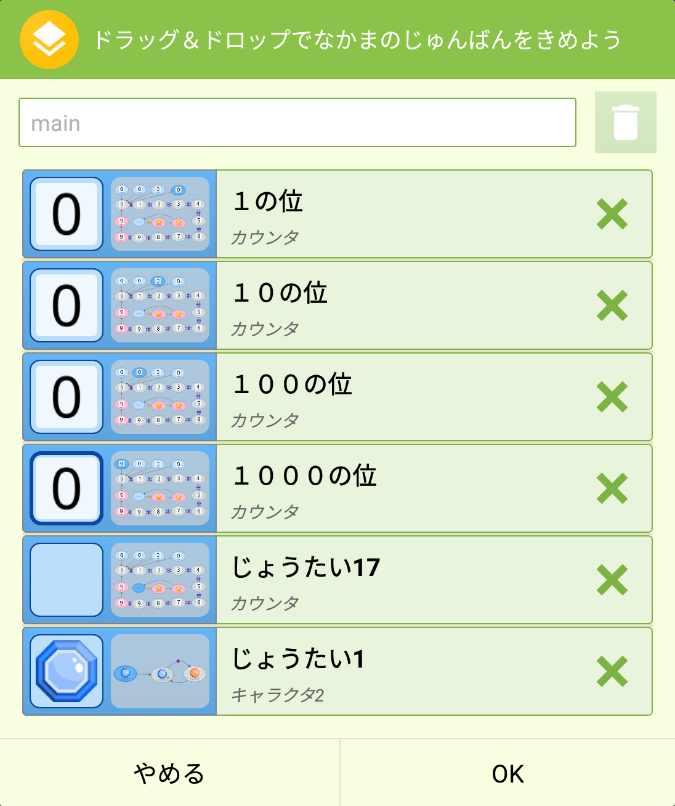 ドラッグ＆ドロップでなかまのじゅんばんをきめよう
main
0
１の位
カウンタ
0
１０の位
カウンタ
0
１００の位
カウンタ
0
１０００の位
カウンタ
じょうたい17
カウンタ
じょうたい1
キャラクタ2
やめる
OK